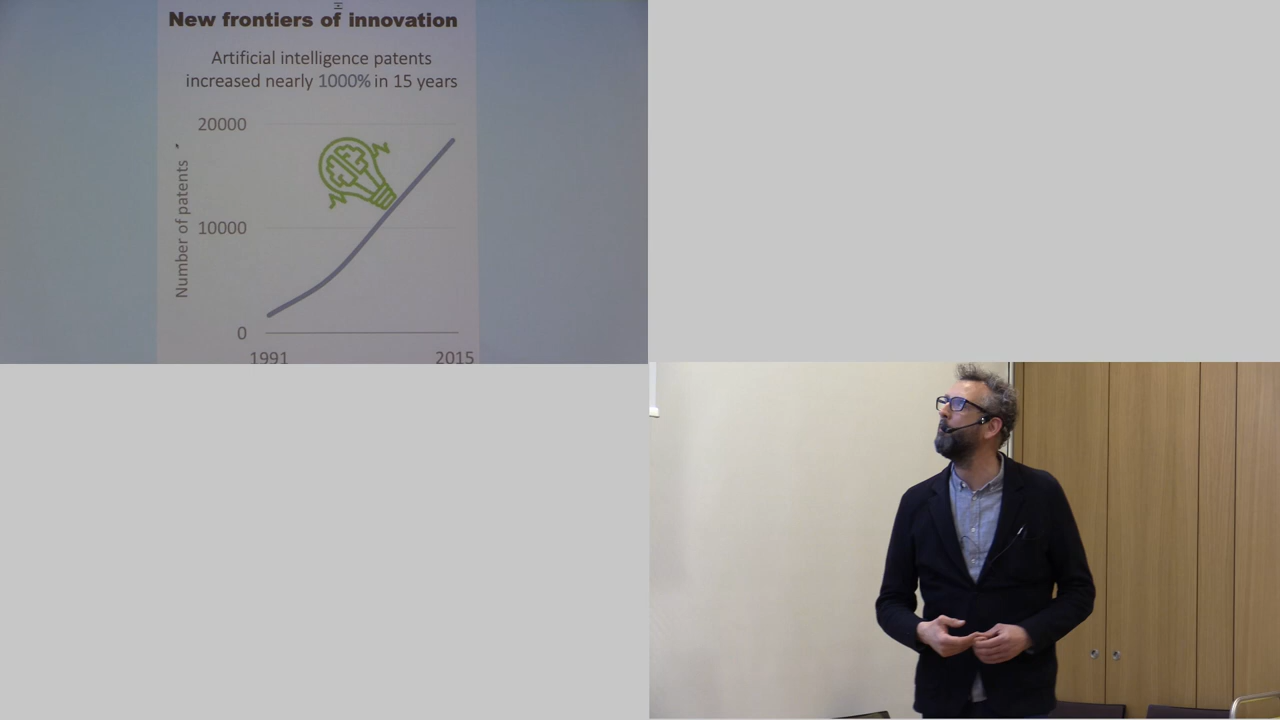 New frontiers of innovation
Artificial intelligence patents
increased nearly 1000% in 15 years
20000
10000
0
Number of patents
1991
2015